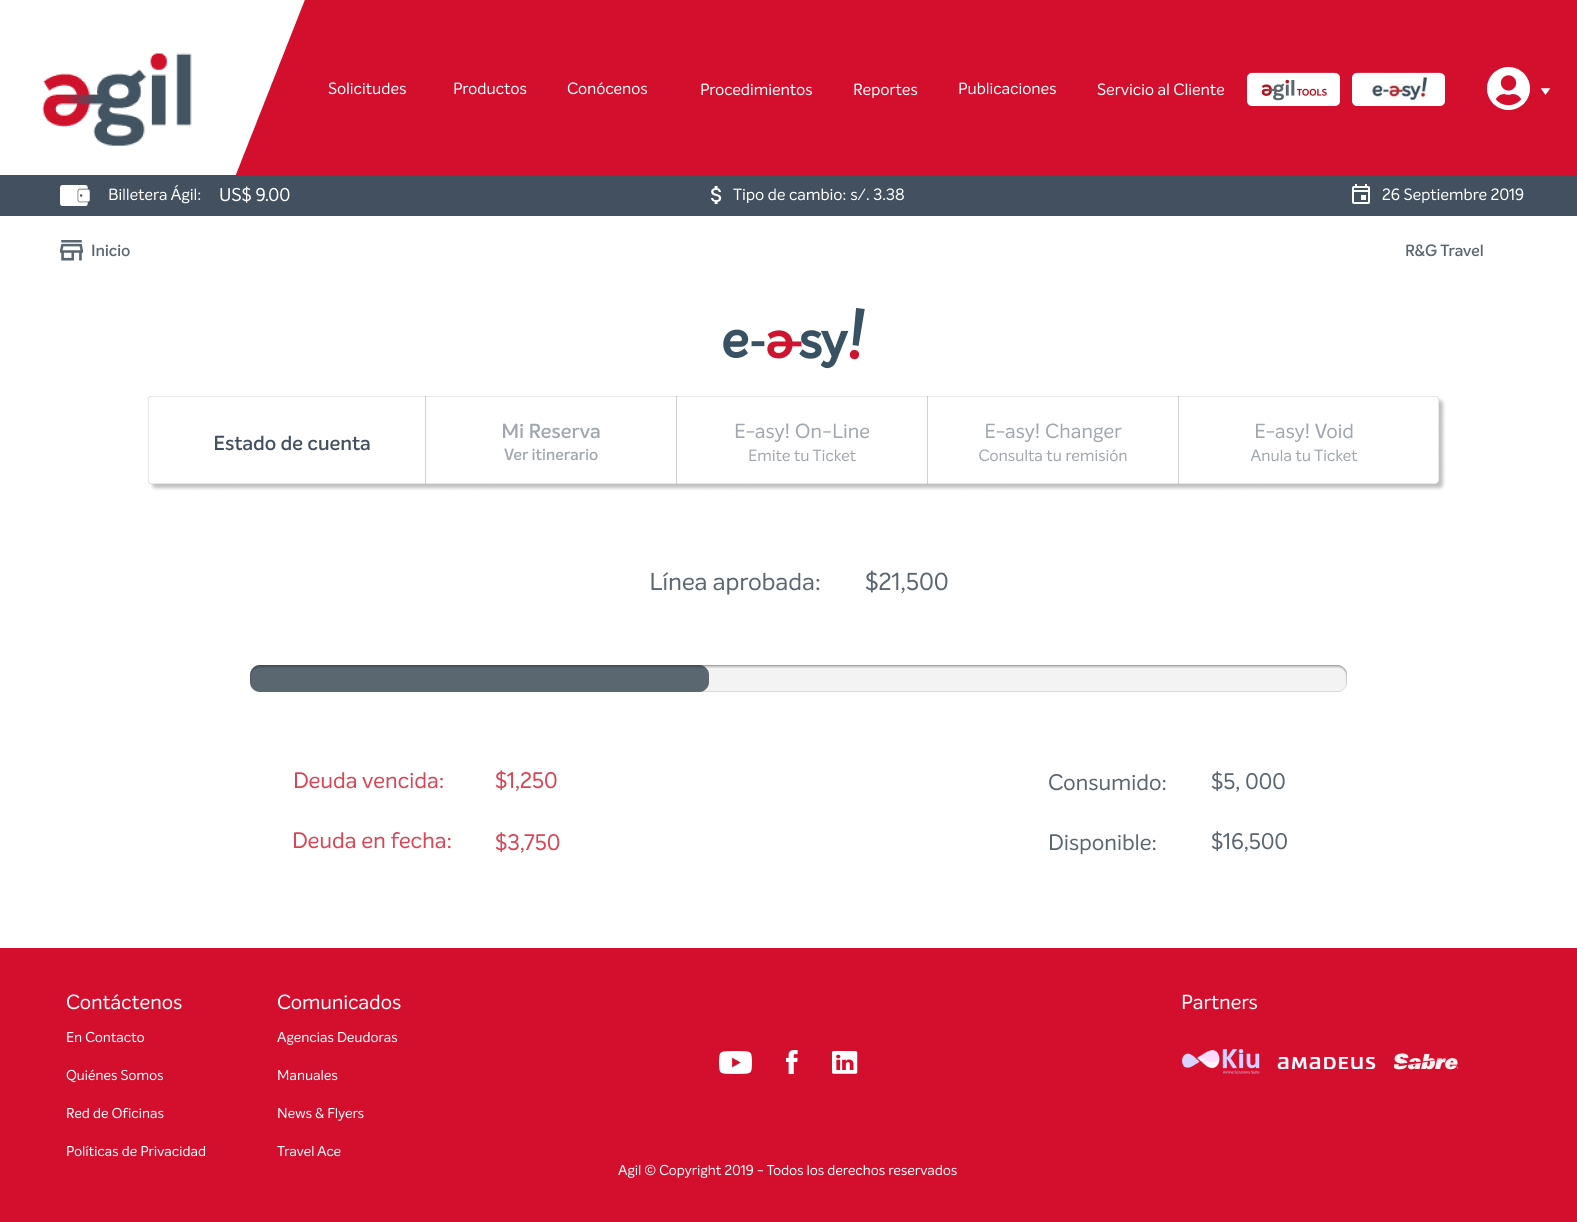 agil
Solicitudes
Productos
Conócenos
Procedimientos
Reportes
Publicaciones
Servicio al Cliente
agil TOOLS
e-asy!
Billetera Ágil: US$ 9.00
$ Tipo de cambio: s/. 3.38
26 Septiembre 2019
Inicio
R&G Travel
e-asy!
Estado de cuenta
Mi Reserva
Ver itinerario
E-asy! On-Line
Emite tu Ticket
E-asy! Changer
Consulta tu remisión
E-asy! Void
Anula tu Ticket
Línea aprobada: $21,500
Deuda vencida: $1,250
Deuda en fecha: $3,750
Consumido: $5, 000
Disponible: $16,500
Contáctenos
En Contacto
Quiénes Somos
Red de Oficinas
Políticas de Privacidad
Comunicados
Agencias Deudoras
Manuales
News & Flyers
Travel Ace
f
in
Agil © Copyright 2019 - Todos los derechos reservados
Partners
Kiu
amaDEUS
Sabre